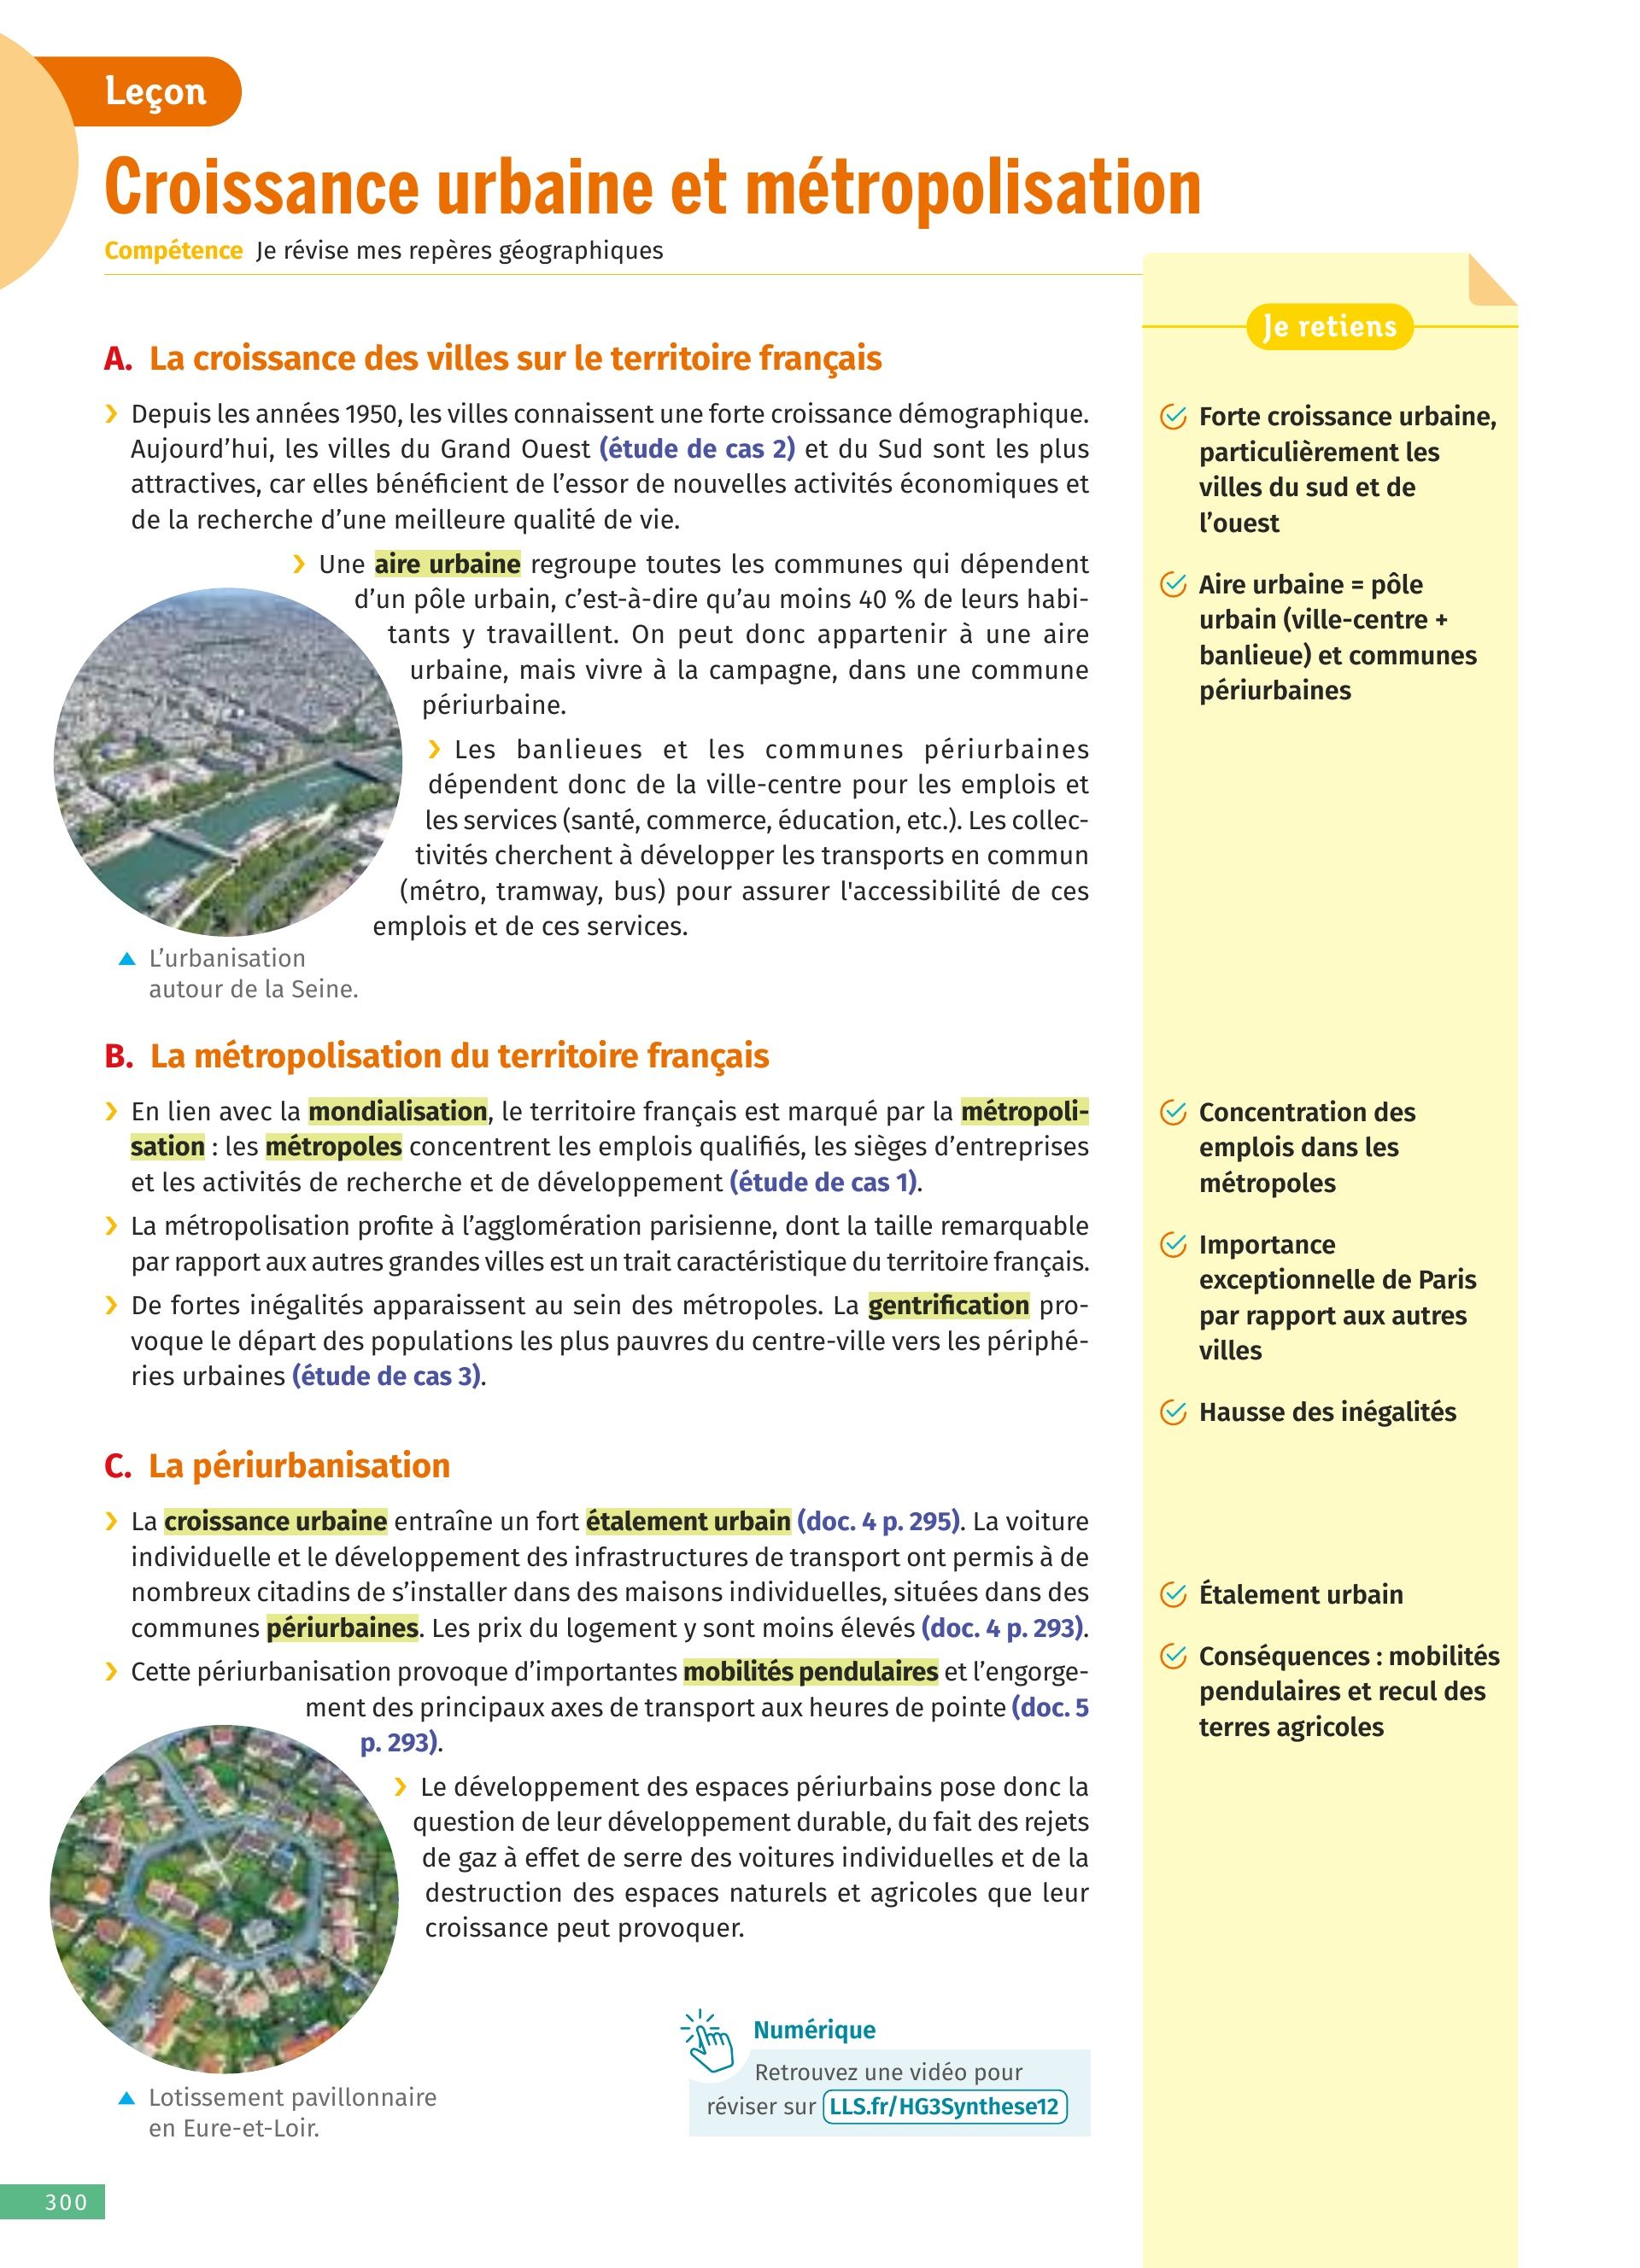 Leçon
Croissance urbaine et métropolisation
Compétence Je révise mes repères géographiques
A. La croissance des villes sur le territoire français
› Depuis les années 1950, les villes connaissent une forte croissance démographique.
Aujourd’hui, les villes du Grand Ouest (étude de cas 2) et du Sud sont les plus
attractives, car elles bénéficient de l’essor de nouvelles activités économiques et
de la recherche d’une meilleure qualité de vie.
› Une aire urbaine regroupe toutes les communes qui dépendent
d’un pôle urbain, c’est-à-dire qu’au moins 40 % de leurs habi-
tants y travaillent. On peut donc appartenir à une aire
urbaine, mais vivre à la campagne, dans une commune
périurbaine.
› Les banlieues et les communes périurbaines
dépendent donc de la ville-centre pour les emplois et
les services (santé, commerce, éducation, etc.). Les collec-
tivités cherchent à développer les transports en commun
(métro, tramway, bus) pour assurer l'accessibilité de ces
emplois et de ces services.
▲ L’urbanisation
autour de la Seine.
B. La métropolisation du territoire français
› En lien avec la mondialisation, le territoire français est marqué par la métropoli-
sation : les métropoles concentrent les emplois qualifiés, les sièges d’entreprises
et les activités de recherche et de développement (étude de cas 1).
› La métropolisation profite à l’agglomération parisienne, dont la taille remarquable
par rapport aux autres grandes villes est un trait caractéristique du territoire français.
› De fortes inégalités apparaissent au sein des métropoles. La gentrification pro-
voque le départ des populations les plus pauvres du centre-ville vers les périphé-
ries urbaines (étude de cas 3).
C. La périurbanisation
› La croissance urbaine entraîne un fort étalement urbain (doc. 4 p. 295). La voiture
individuelle et le développement des infrastructures de transport ont permis à de
nombreux citadins de s’installer dans des maisons individuelles, situées dans des
communes périurbaines. Les prix du logement y sont moins élevés (doc. 4 p. 293).
› Cette périurbanisation provoque d’importantes mobilités pendulaires et l’engorge-
ment des principaux axes de transport aux heures de pointe (doc. 5
p. 293).
› Le développement des espaces périurbains pose donc la
question de leur développement durable, du fait des rejets
de gaz à effet de serre des voitures individuelles et de la
destruction des espaces naturels et agricoles que leur
croissance peut provoquer.
▲ Lotissement pavillonnaire
en Eure-et-Loir.
Numérique
Retrouvez une vidéo pour
réviser sur LLS.fr/HG3Synthese12
Je retiens
Forte croissance urbaine,
particulièrement les
villes du sud et de
l’ouest
Aire urbaine = pôle
urbain (ville-centre +
banlieue) et communes
périurbaines
Concentration des
emplois dans les
métropoles
Importance
exceptionnelle de Paris
par rapport aux autres
villes
Hausse des inégalités
Étalement urbain
Conséquences : mobilités
pendulaires et recul des
terres agricoles
300